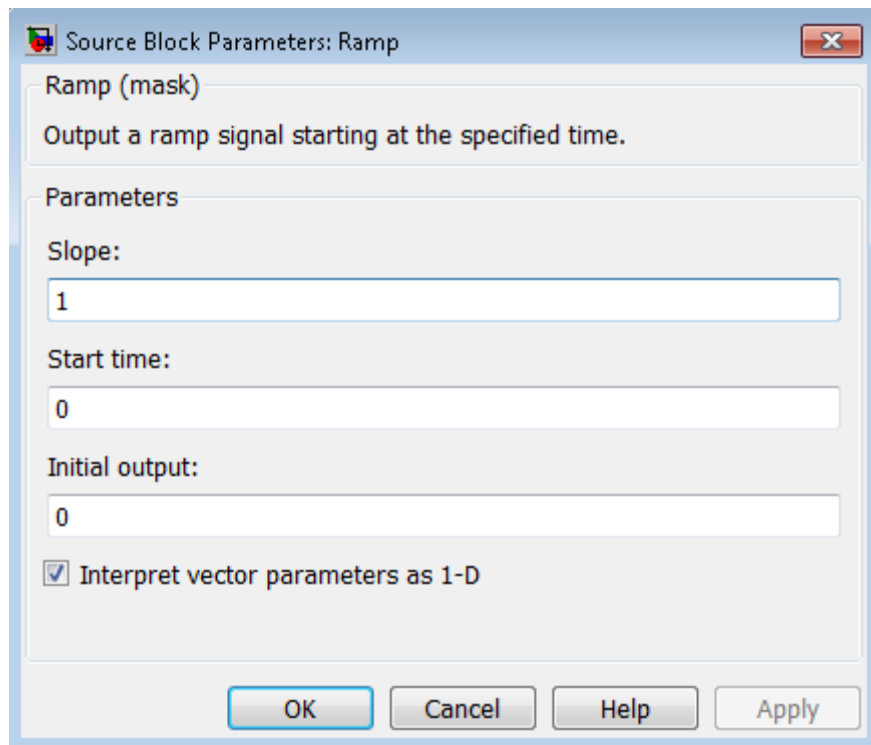 Source Block Parameters: Ramp
Ramp (mask)
Output a ramp signal starting at the specified time.
Parameters
Slope:
1
Start time:
0
Initial output:
0
Interpret vector parameters as 1-D
OK Cancel Help Apply